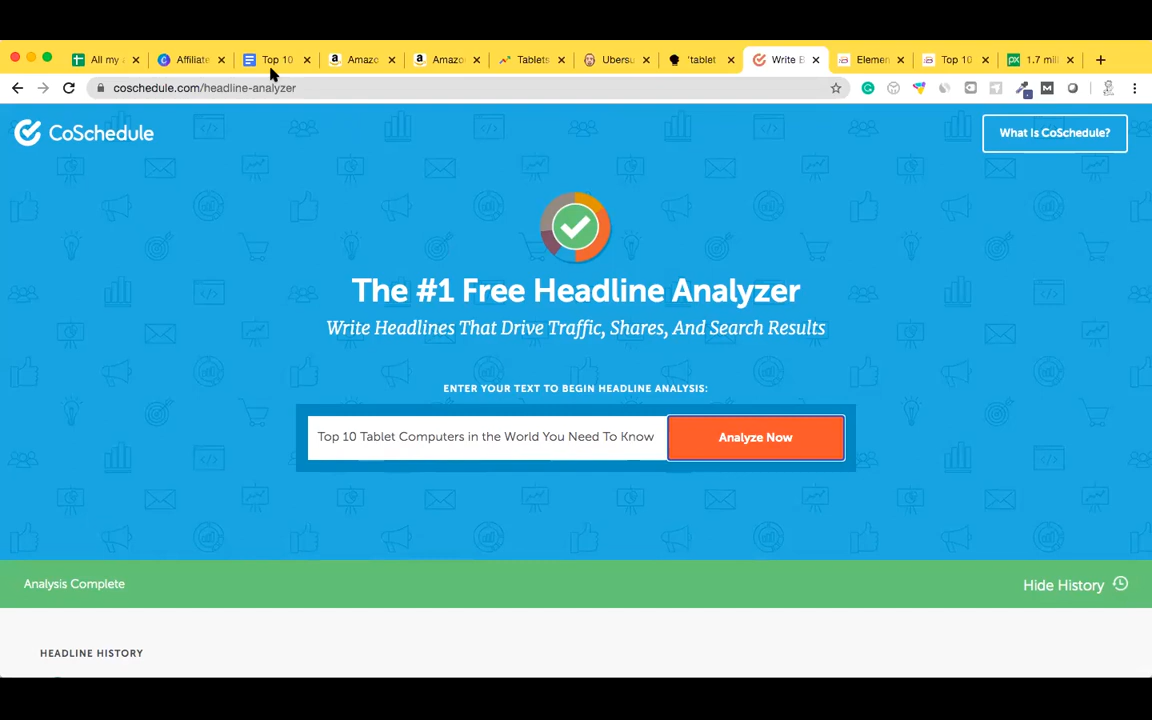 All my
Affiliate
Top 10
Amazo
Amazo
Tablets
Ubersu
'tablet
Write B
Elemen
Top 10
1.7 mil
coschedule.com/headline-analyzer
CoSchedule
What Is CoSchedule?
The #1 Free Headline Analyzer
Write Headlines That Drive Traffic, Shares, And Search Results
ENTER YOUR TEXT TO BEGIN HEADLINE ANALYSIS:
Top 10 Tablet Computers in the World You Need To Know
Analyze Now
Analysis Complete
Hide History
HEADLINE HISTORY